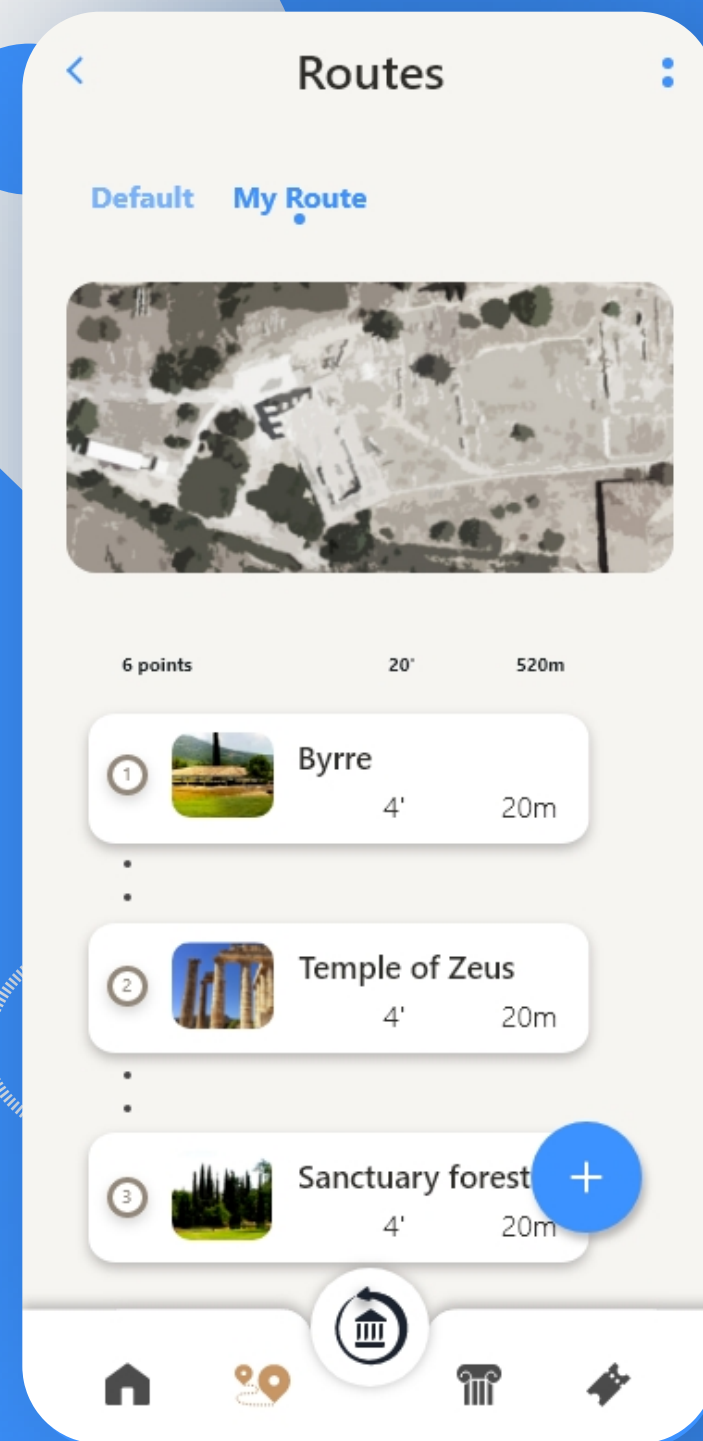 Routes
Default My Route
6 points 20' 520m
1 Byrre
4' 20m
2 Temple of Zeus
4' 20m
3 Sanctuary forest
4' 20m